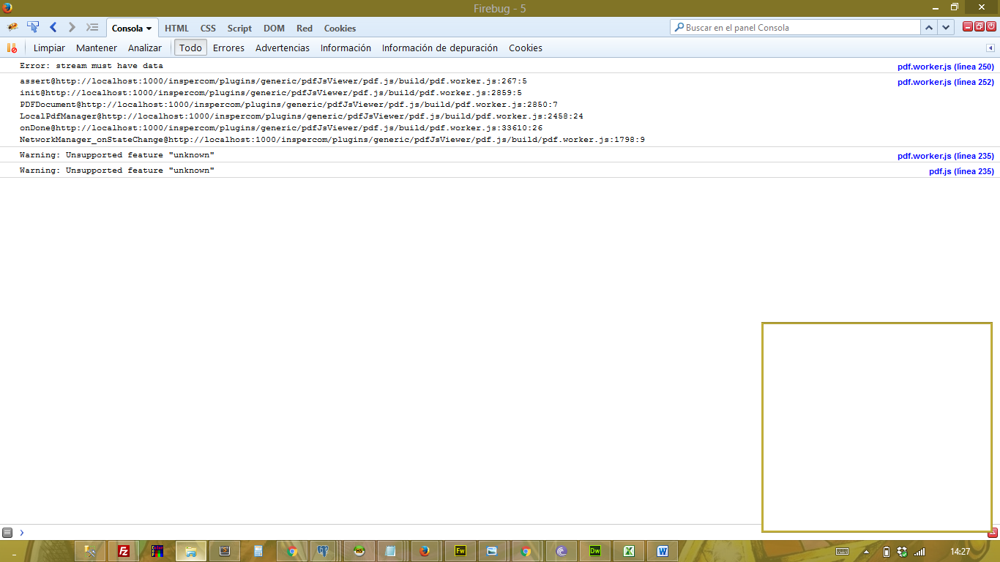 Firebug - 5
Consola HTML CSS Script DOM Red Cookies Buscar en el panel Consola
Limpiar Mantener Analizar Todo Errores Advertencias Información Información de depuración Cookies
Error: stream must have data pdf.worker.js (línea 250)
assert@http://localhost:1000/inspercom/plugins/generic/pdfJsViewer/pdf.js/build/pdf.worker.js:267:5 pdf.worker.js (línea 252)
init@http://localhost:1000/inspercom/plugins/generic/pdfJsViewer/pdf.js/build/pdf.worker.js:2859:5
PDFDocument@http://localhost:1000/inspercom/plugins/generic/pdfJsViewer/pdf.js/build/pdf.worker.js:2850:7
LocalPdfManager@http://localhost:1000/inspercom/plugins/generic/pdfJsViewer/pdf.js/build/pdf.worker.js:2458:24
onDone@http://localhost:1000/inspercom/plugins/generic/pdfJsViewer/pdf.js/build/pdf.worker.js:33610:26
NetworkManager_onStateChange@http://localhost:1000/inspercom/plugins/generic/pdfJsViewer/pdf.js/build/pdf.worker.js:1798:9
Warning: Unsupported feature "unknown" pdf.worker.js (línea 235)
Warning: Unsupported feature "unknown" pdf.js (línea 235)
Fz HS Fw Dw X W 14:27